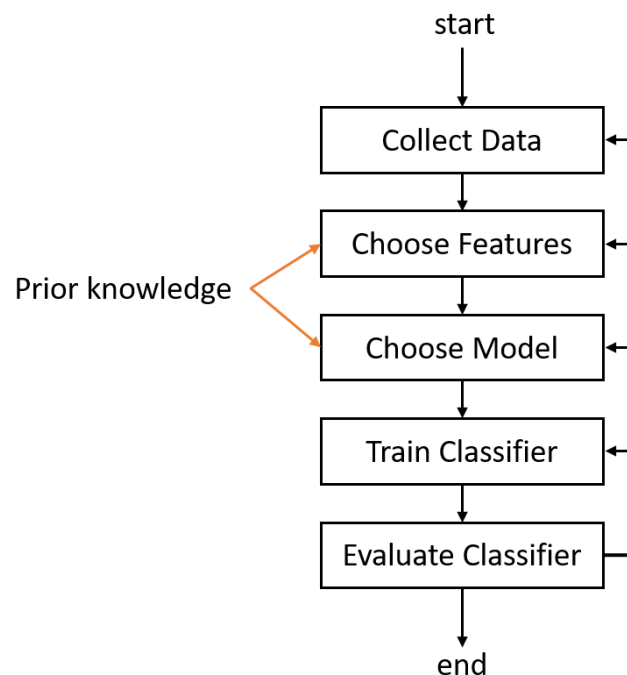 start
Collect Data
Choose Features
Prior knowledge
Choose Model
Train Classifier
Evaluate Classifier
end